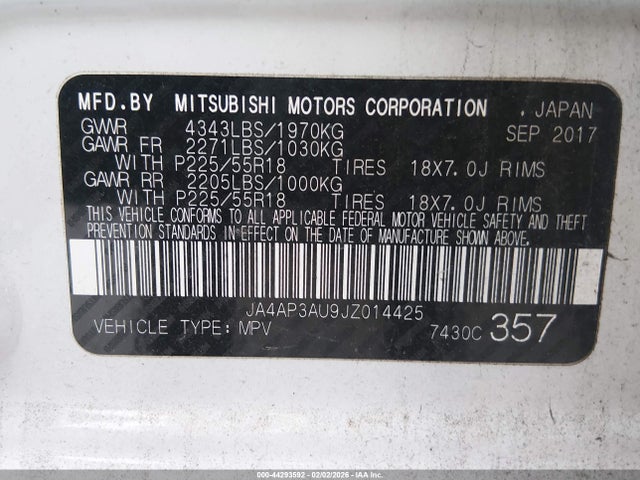 MFD.BY MITSUBISHI MOTORS CORPORATION . JAPAN
GVWR 4343LBS/1970KG SEP 2017
GAWR FR 2271LBS/1030KG
WITH P225/55R18 TIRES 18X7.0J RIMS
GAWR RR 2205LBS/1000KG
WITH P225/55R18 TIRES 18X7.0J RIMS
THIS VEHICLE CONFORMS TO ALL APPLICABLE FEDERAL MOTOR VEHICLE SAFETY AND THEFT
PREVENTION STANDARDS IN EFFECT ON THE DATE OF MANUFACTURE SHOWN ABOVE.
JA4AP3AU9JZ014425
VEHICLE TYPE: MPV 7430C 357
000-44293592 - 02/02/2026 - IAA Corp.